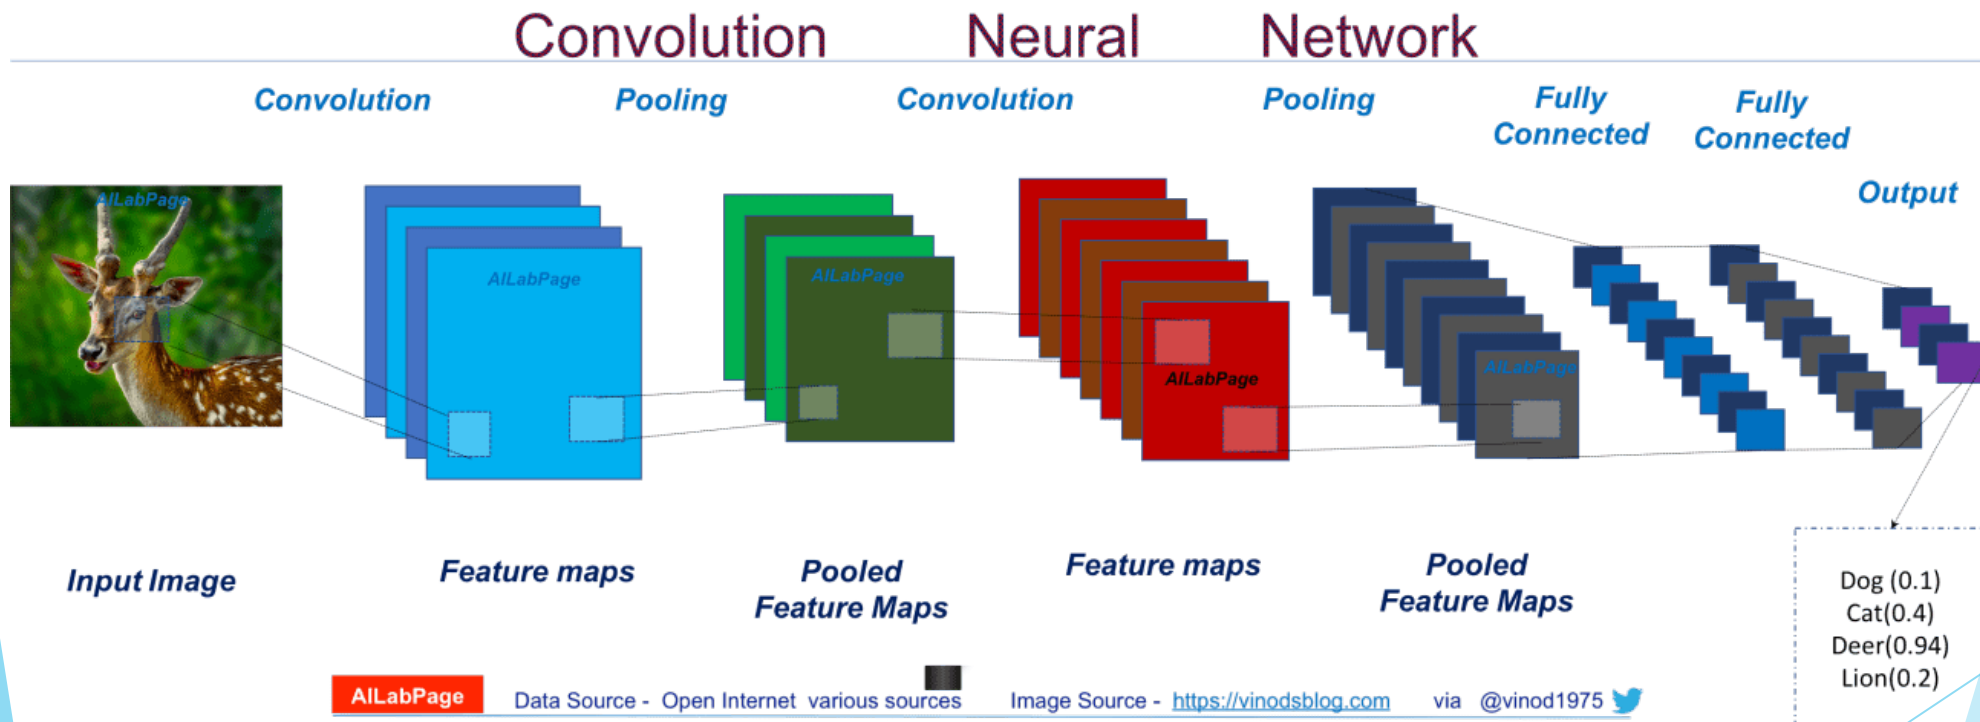 Convolution Neural Network
Convolution
Pooling
Convolution
Pooling
Fully
Connected
Fully
Connected
Output
AILabPage
AILabPage
AILabPage
AILabPage
AILabPage
Input Image
Feature maps
Pooled
Feature Maps
Feature maps
Pooled
Feature Maps
Dog (0.1)
Cat(0.4)
Deer(0.94)
Lion(0.2)
AILabPage
Data Source - Open Internet various sources
Image Source - https://vinodsblog.com
via @vinod1975